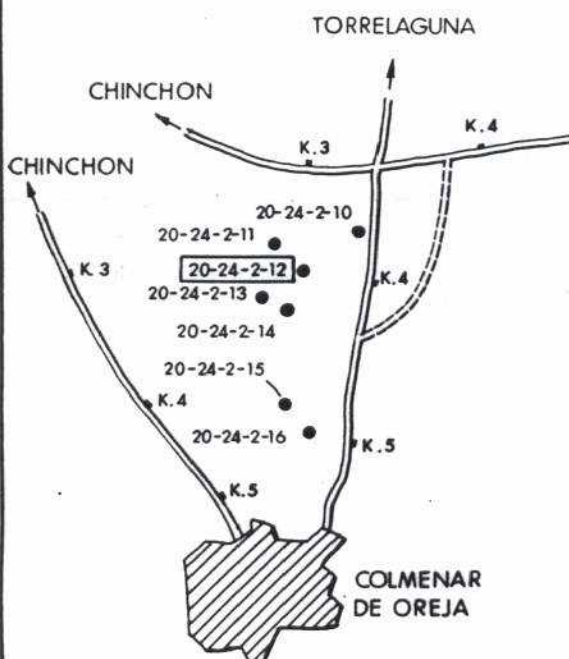 TORRELAGUNA
CHINCHON
K.3
K.4
CHINCHON
20-24-2-10
20-24-2-11
20-24-2-12
K.3
K.4
20-24-2-13
20-24-2-14
20-24-2-15
K.4
20-24-2-16
K.5
K.5
COLMENAR
DE OREJA